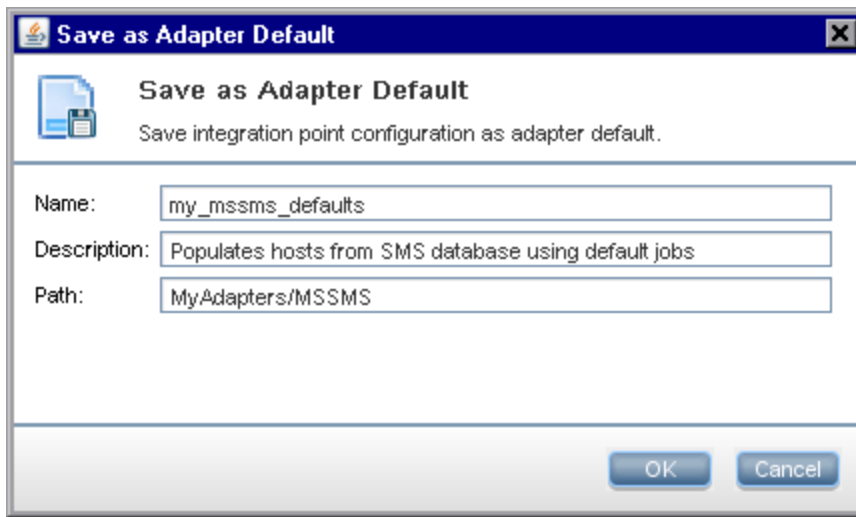 Save as Adapter Default
Save as Adapter Default
Save integration point configuration as adapter default.
Name: my_mssms_defaults
Description: Populates hosts from SMS database using default jobs
Path: MyAdapters/MSSMS
OK Cancel